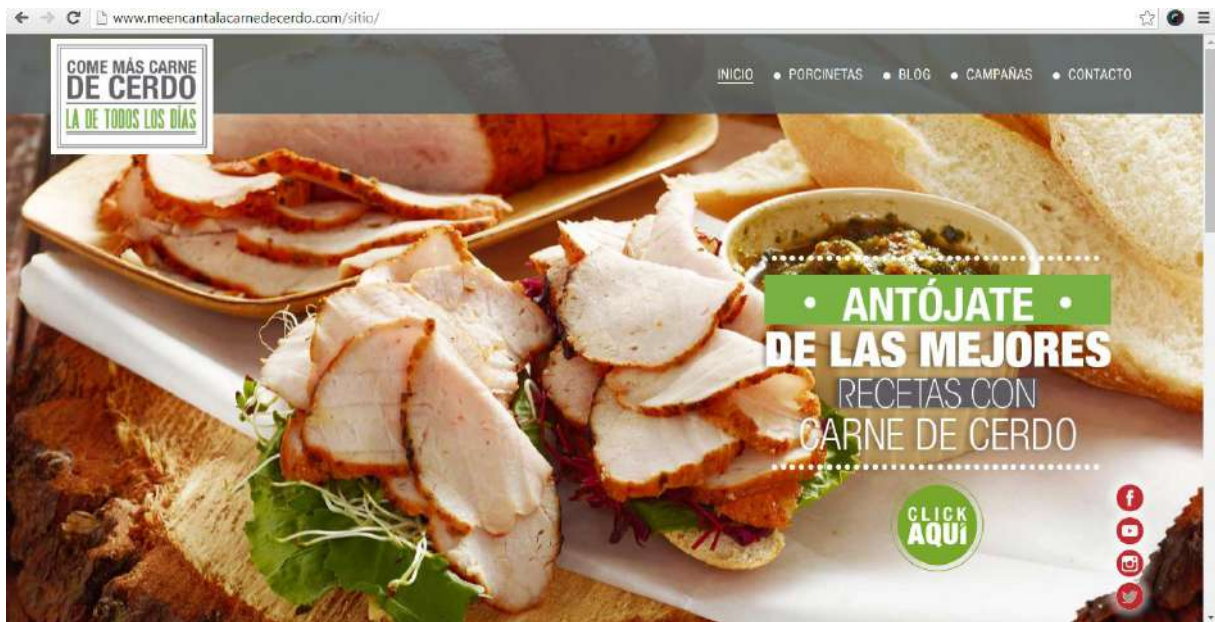 www.meencantalacarnedecerdo.com/sitio/
COME MÁS CARNE
DE CERDO
LA DE TODOS LOS DÍAS
INICIO • PORCINETAS • BLOG • CAMPAÑAS • CONTACTO
• ANTÓJATE •
DE LAS MEJORES
RECETAS CON
CARNE DE CERDO
CLICK
AQUí